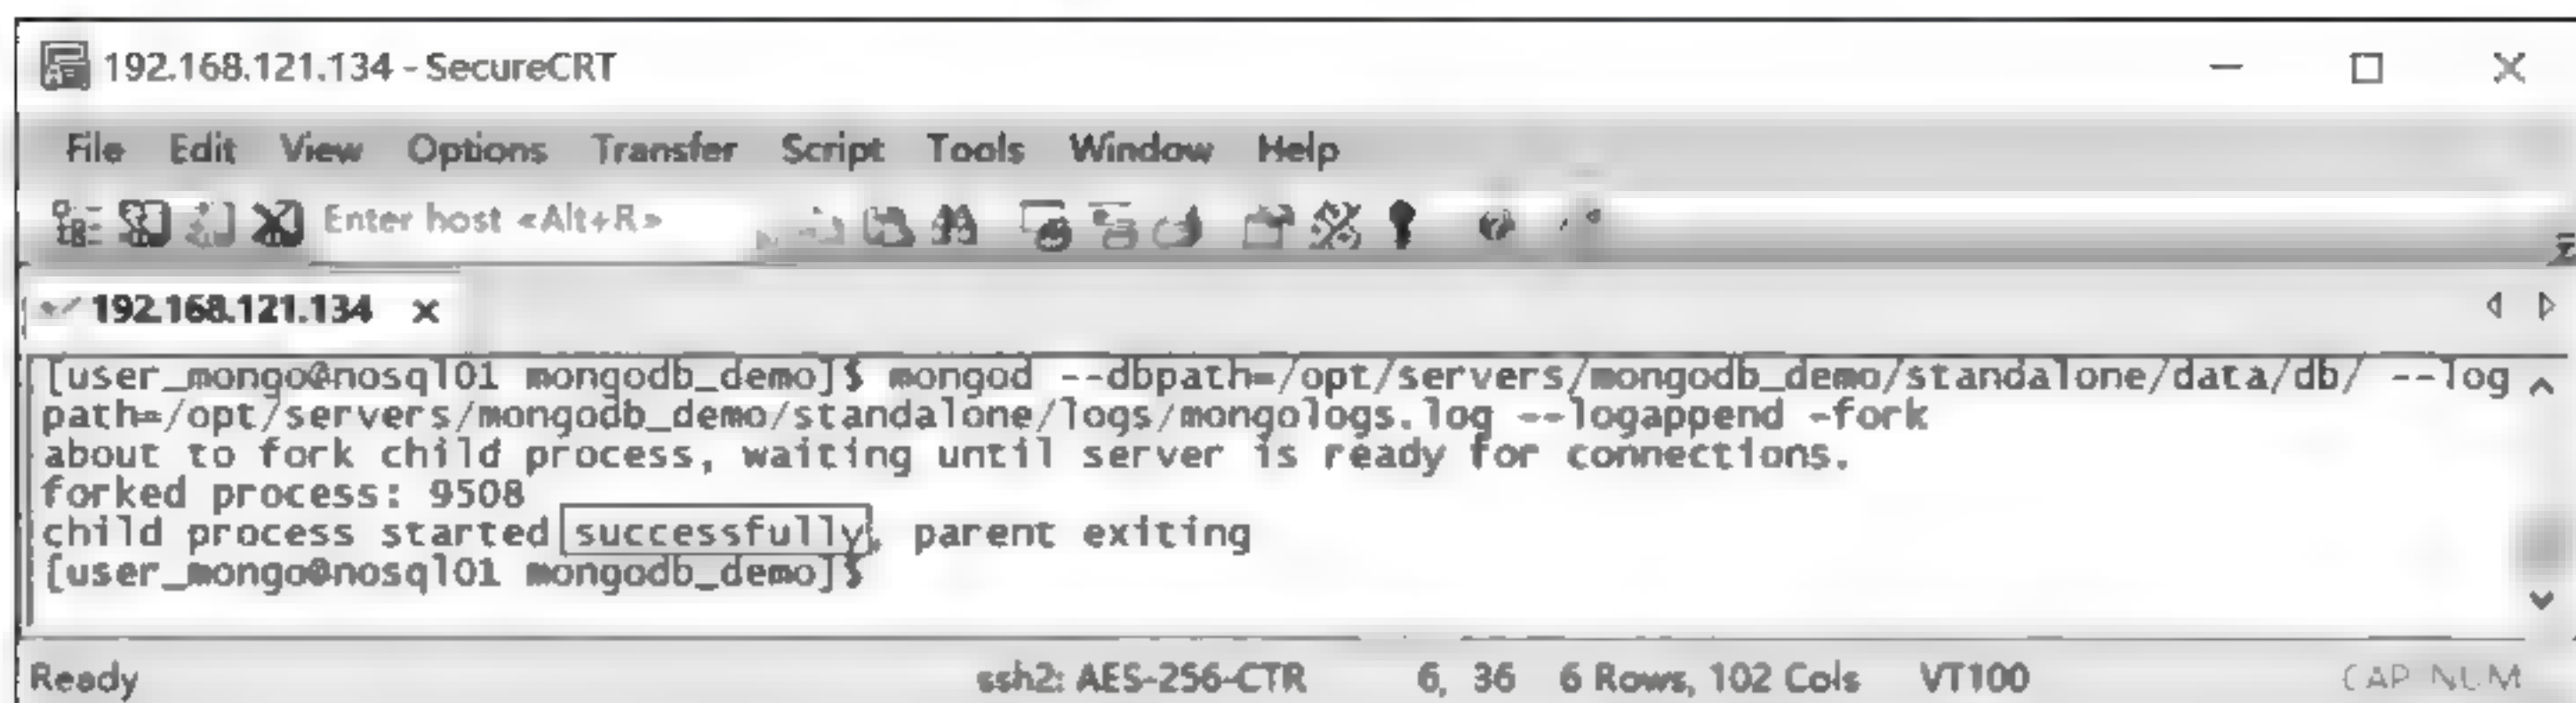 192.168.121.134 - SecureCRT
File Edit View Options Transfer Script Tools Window Help
Enter host <Alt+R>
192.168.121.134
[user_mongo@nosql01 mongodb_demo]$ mongod --dbpath=/opt/servers/mongodb_demo/standalone/data/db/ --log
path=/opt/servers/mongodb_demo/standalone/logs/mongologs.log --logappend -fork
about to fork child process, waiting until server is ready for connections.
forked process: 9508
child process started successfully, parent exiting
[user_mongo@nosql01 mongodb_demo]$
Ready ssh2: AES-256-CTR 6, 36 6 Rows, 102 Cols VT100 CAP NUM